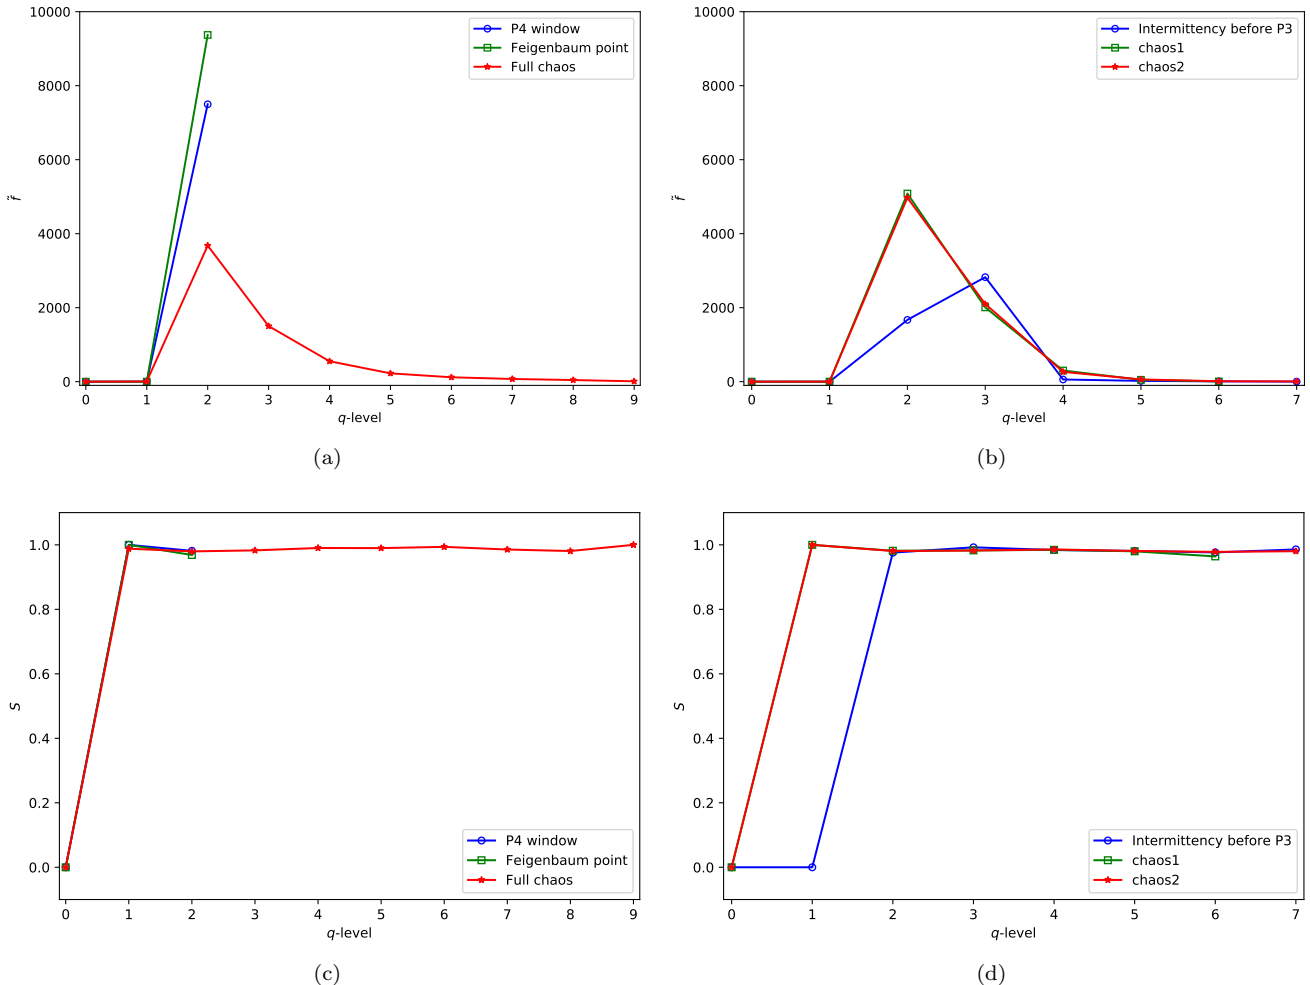 10000
8000
6000
4000
2000
0
f̃
0 1 2 3 4 5 6 7 8 9
q-level
P4 window
Feigenbaum point
Full chaos
(a)
10000
8000
6000
4000
2000
0
f̃
0 1 2 3 4 5 6 7
q-level
Intermittency before P3
chaos1
chaos2
(b)
1.0
0.8
0.6
0.4
0.2
0.0
S
0 1 2 3 4 5 6 7 8 9
q-level
P4 window
Feigenbaum point
Full chaos
(c)
1.0
0.8
0.6
0.4
0.2
0.0
S
0 1 2 3 4 5 6 7
q-level
Intermittency before P3
chaos1
chaos2
(d)